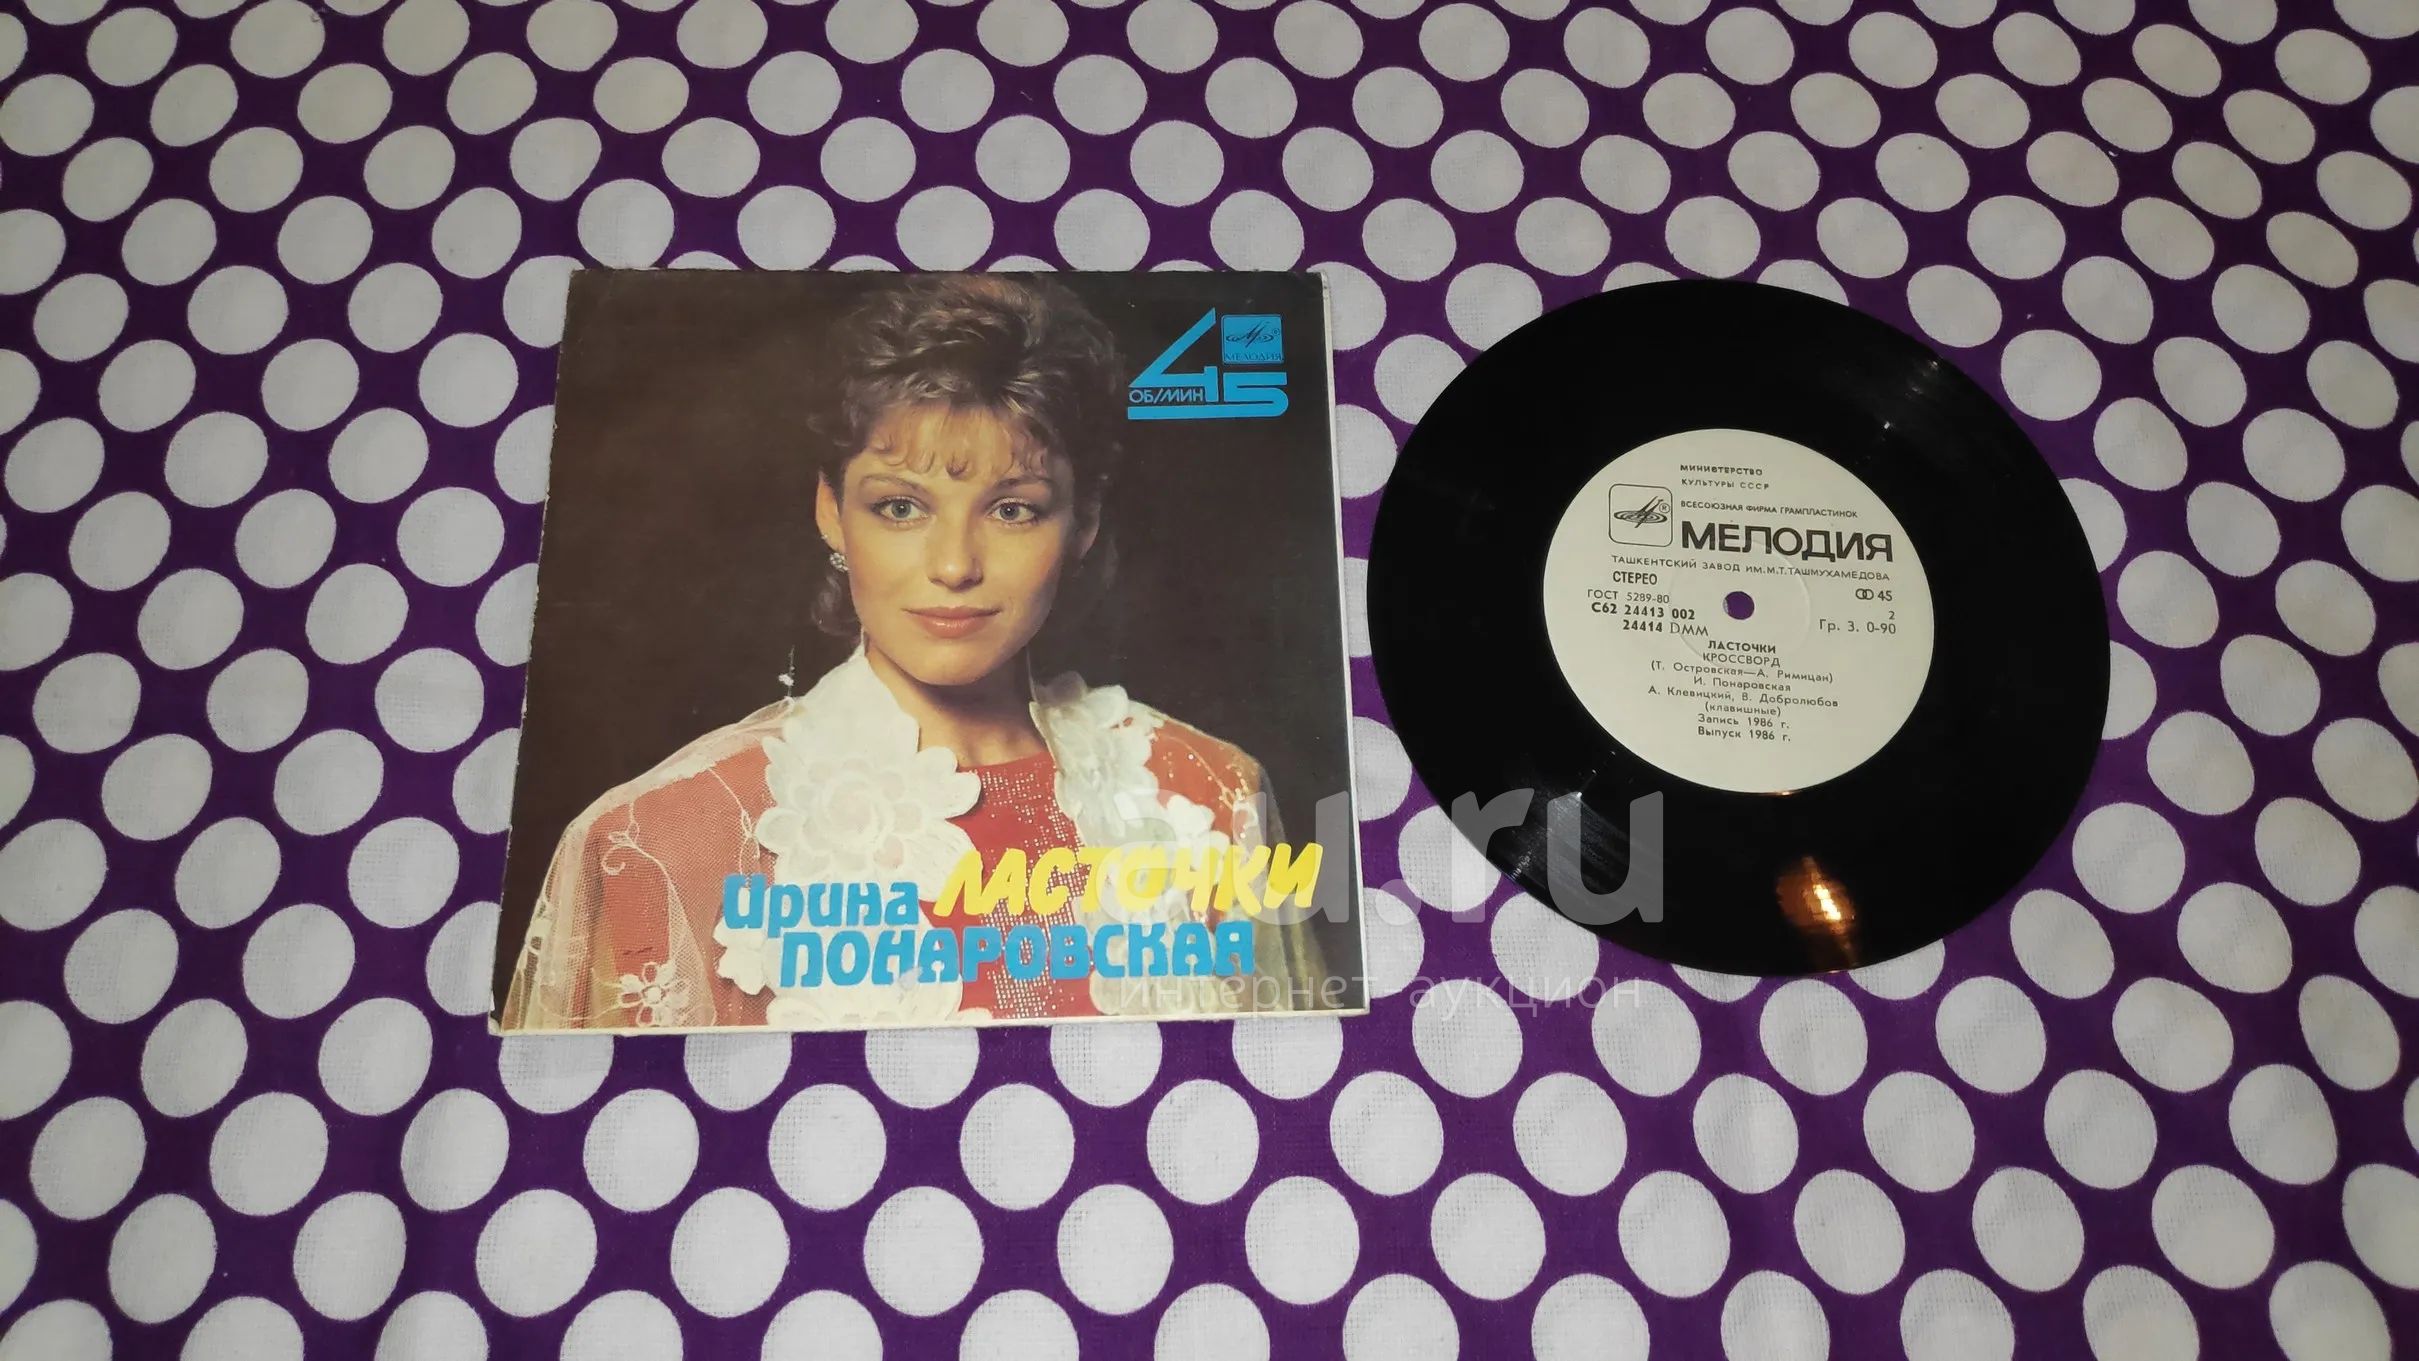 45
МЕЛОДИЯ
ОБ/МИН
Ирина ЛАСТОЧКИ
ПОНАРОВСКАЯ
МИНИСТЕРСТВО
КУЛЬТУРЫ СССР
ВСЕСОЮЗНАЯ ФИРМА ГРАМПЛАСТИНОК
МЕЛОДИЯ
ТАШКЕНТСКИЙ ЗАВОД ИМ.М.Т.ТАШМУХАМЕДОВА
СТЕРЕО
ГОСТ 5289-80
45
С62 24413 002
2
24414 DMM
Гр. 3. 0-90
ЛАСТОЧКИ
КРОССВОРД
(Т. Островская—А. Римицан)
И. Понаровская
А. Клевицкий, В. Добролюбов
(клавишные)
Запись 1986 г.
Выпуск 1986 г.
au.ru
интернет-аукцион